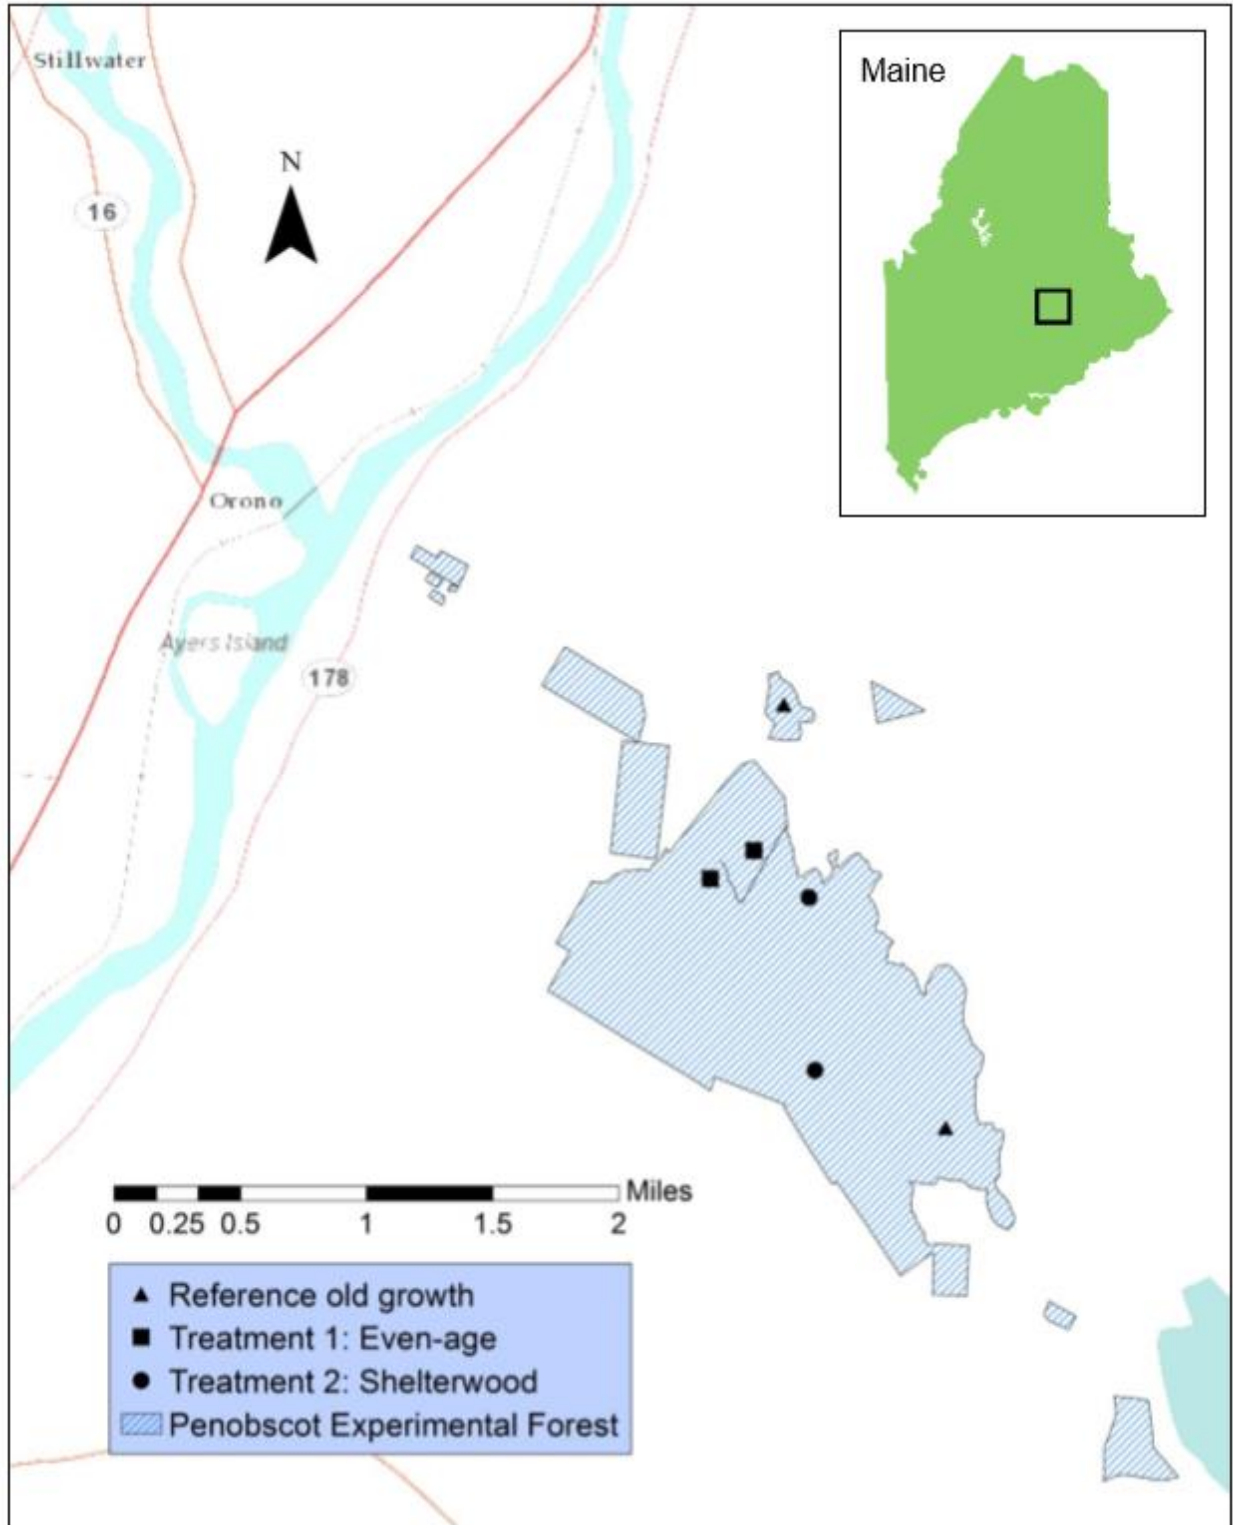 Stillwater
Maine
N
16
Orono
Ayers Island
178
Miles
0 0.25 0.5 1 1.5 2
Reference old growth
Treatment 1: Even-age
Treatment 2: Shelterwood
Penobscot Experimental Forest